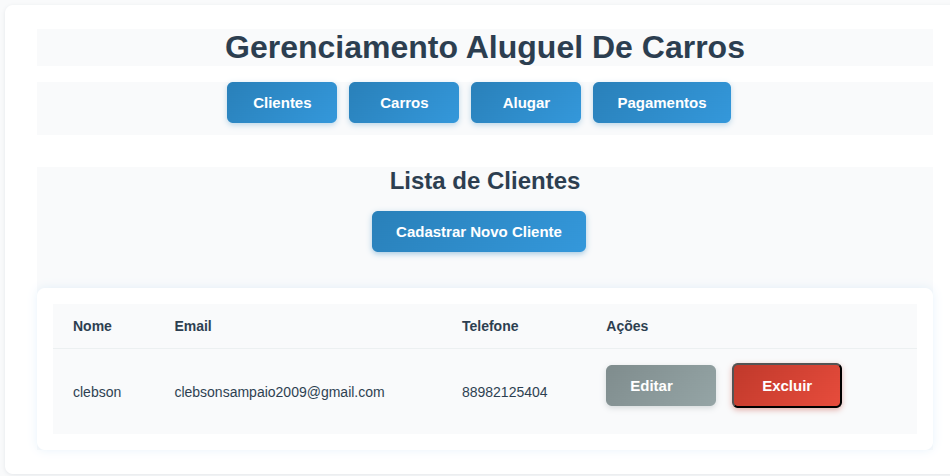 Gerenciamento Aluguel De Carros
Clientes Carros Alugar Pagamentos
Lista de Clientes
Cadastrar Novo Cliente
Nome Email Telefone Ações
clebson clebsonsampaio2009@gmail.com 88982125404 Editar Excluir